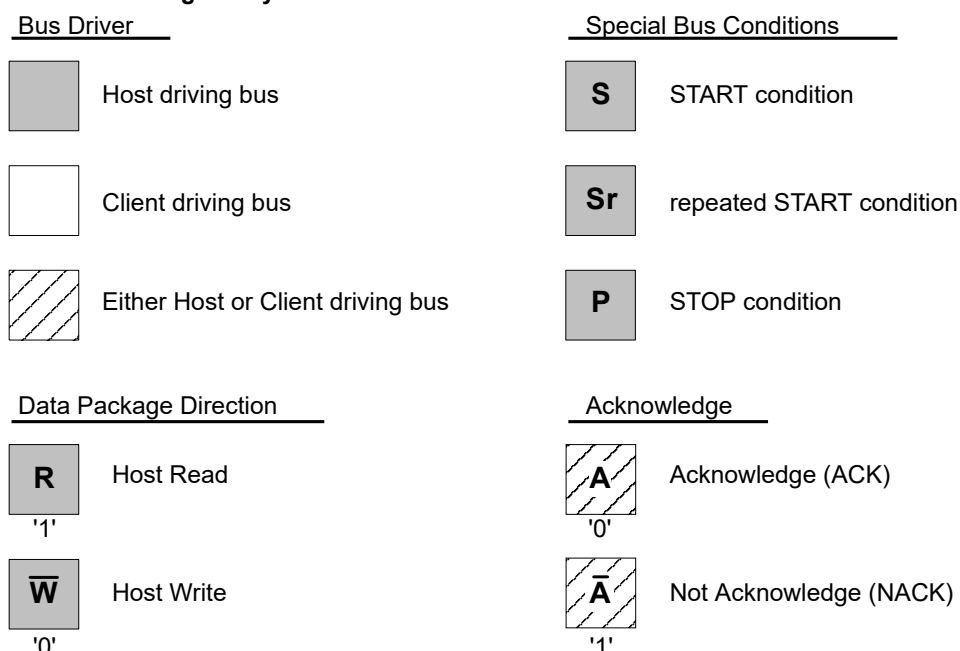 Bus Driver
Special Bus Conditions
Host driving bus
S
START condition
Client driving bus
Sr
repeated START condition
Either Host or Client driving bus
P
STOP condition
Data Package Direction
Acknowledge
R
Host Read
'1'
A
Acknowledge (ACK)
'0'
W̅
Host Write
'0'
A̅
Not Acknowledge (NACK)
'1'